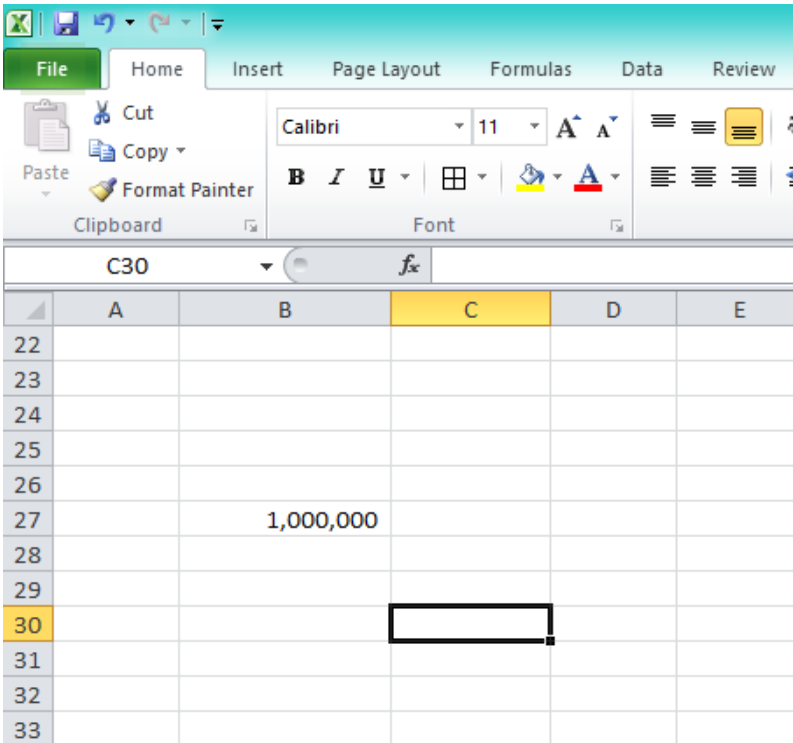 File Home Insert Page Layout Formulas Data Review
Cut
Copy
Paste
Format Painter
Clipboard
Calibri 11 A A
B I U A
Font
C30 fx
A B C D E
22
23
24
25
26
27 1,000,000
28
29
30
31
32
33